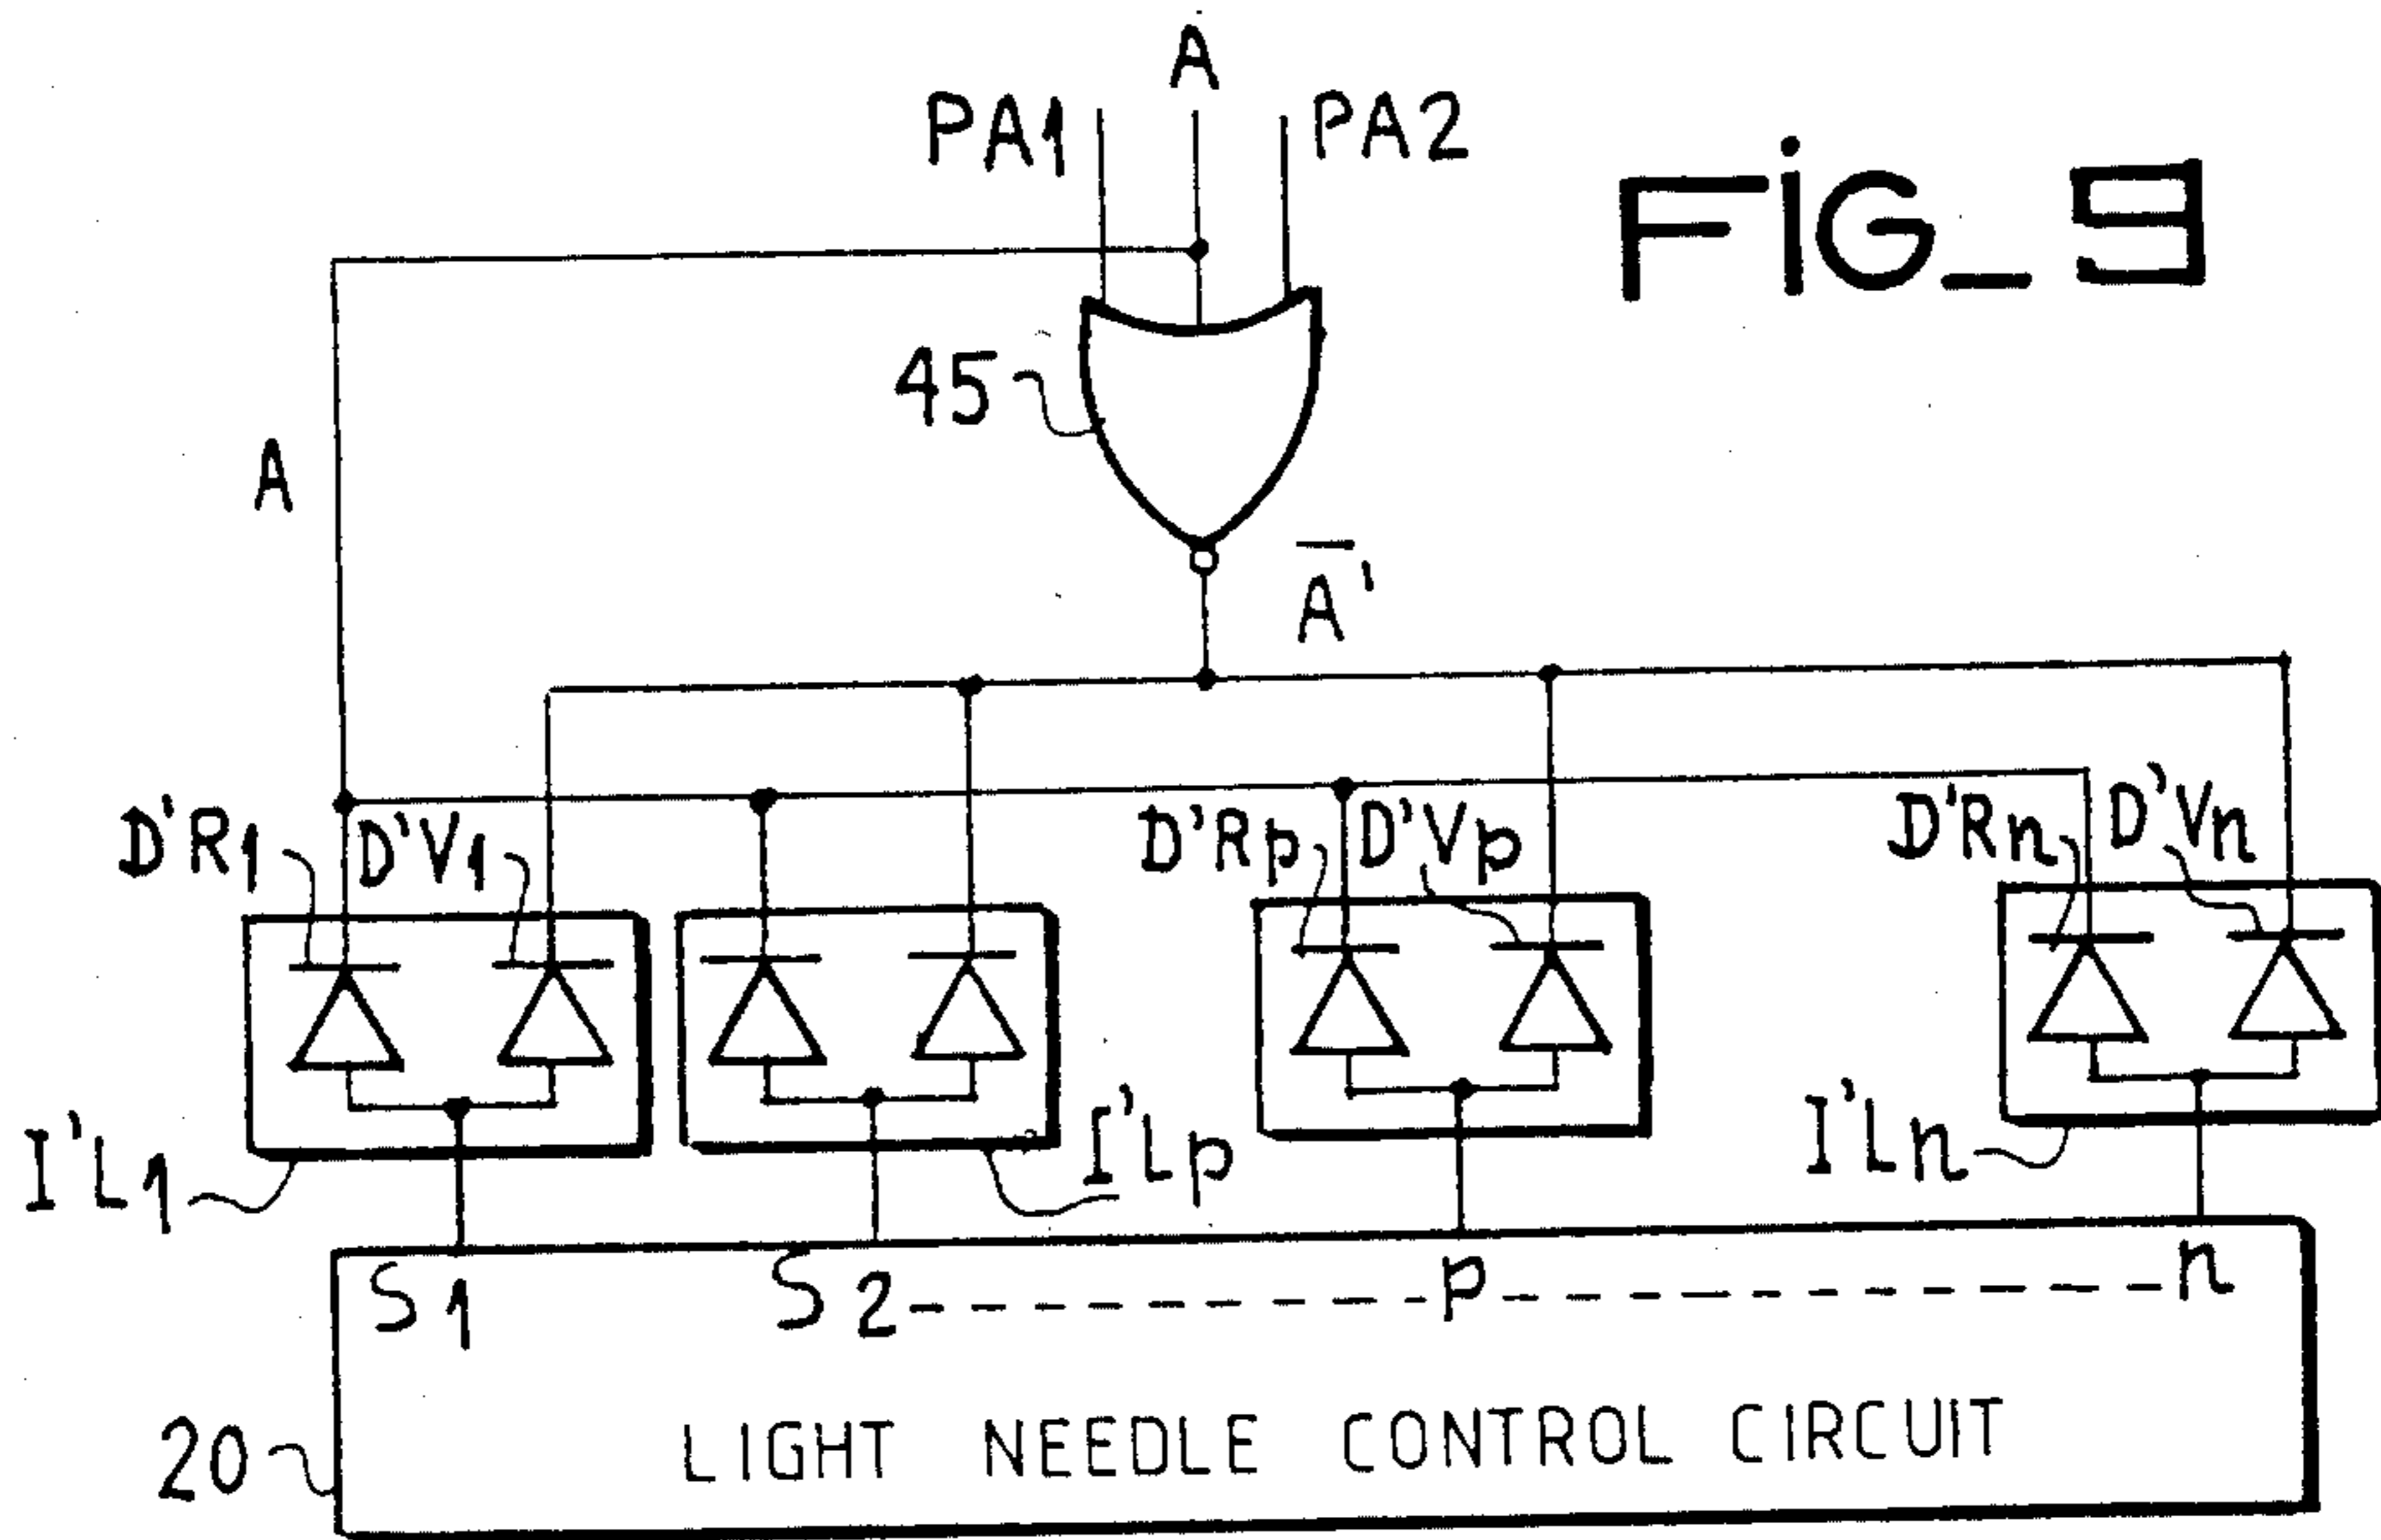 A
PA1
PA2
FiG_9
45
A
A̅'
D'R1
D'V1
D'Rp
D'Vp
D'Rn
D'Vn
I'L1
I'Lp
I'Ln
S1
S2
p
n
20
LIGHT NEEDLE CONTROL CIRCUIT